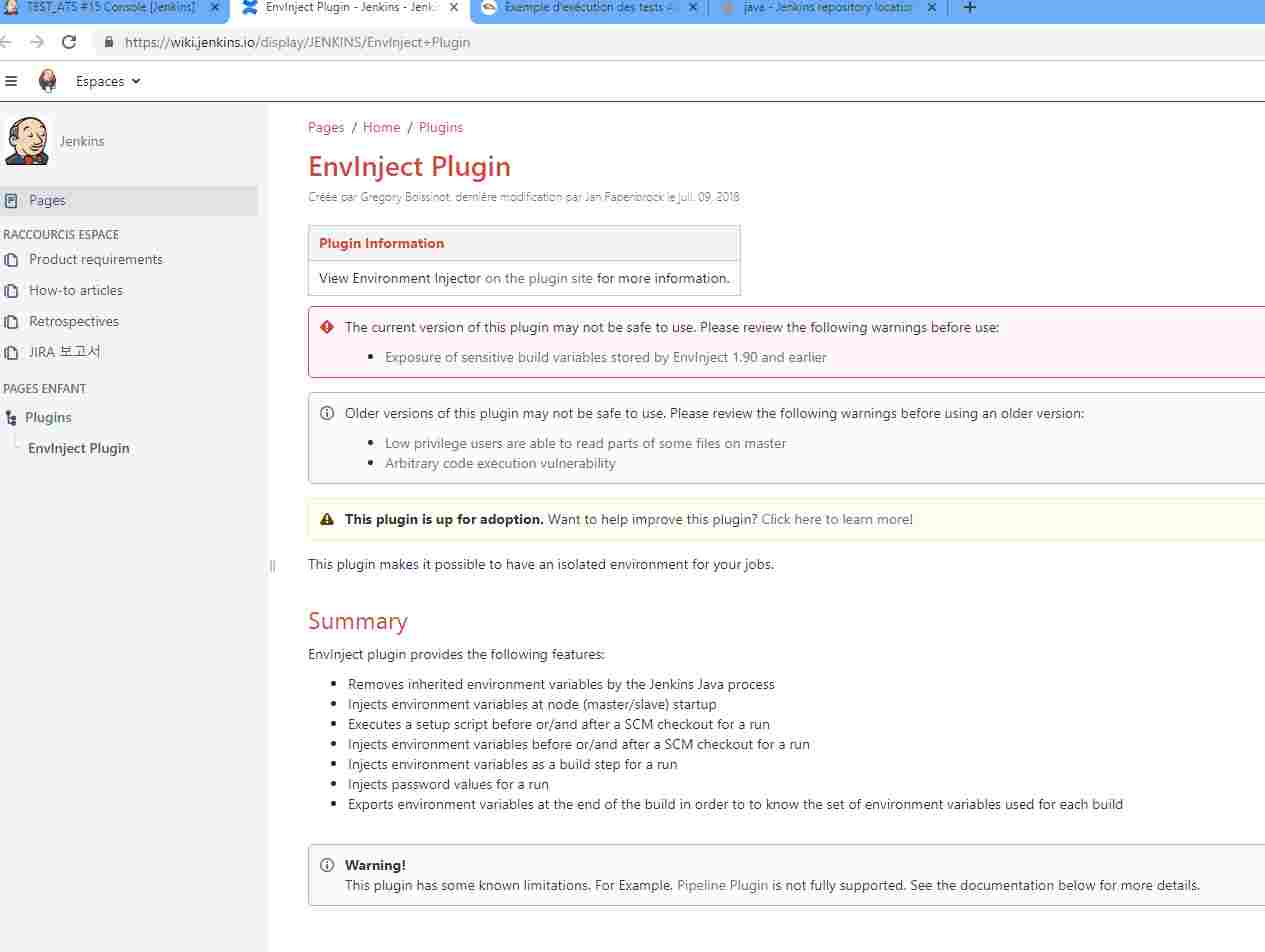 TEST_ATS #15 Console [Jenkins]
EnvInject Plugin - Jenkins - Jenki
Exemple d'exécution des tests
java - Jenkins repository location
https://wiki.jenkins.io/display/JENKINS/EnvInject+Plugin
Espaces
Jenkins
Pages
RACCOURCIS ESPACE
Product requirements
How-to articles
Retrospectives
JIRA 보고서
PAGES ENFANT
Plugins
EnvInject Plugin
Pages / Home / Plugins
EnvInject Plugin
Créée par Gregory Boissinot, dernière modification par Jan Papenbrock le juil. 09, 2018
Plugin Information
View Environment Injector on the plugin site for more information.
The current version of this plugin may not be safe to use. Please review the following warnings before use:
Exposure of sensitive build variables stored by EnvInject 1.90 and earlier
Older versions of this plugin may not be safe to use. Please review the following warnings before using an older version:
Low privilege users are able to read parts of some files on master
Arbitrary code execution vulnerability
This plugin is up for adoption. Want to help improve this plugin? Click here to learn more!
This plugin makes it possible to have an isolated environment for your jobs.
Summary
EnvInject plugin provides the following features:
Removes inherited environment variables by the Jenkins Java process
Injects environment variables at node (master/slave) startup
Executes a setup script before or/and after a SCM checkout for a run
Injects environment variables before or/and after a SCM checkout for a run
Injects environment variables as a build step for a run
Injects password values for a run
Exports environment variables at the end of the build in order to to know the set of environment variables used for each build
Warning!
This plugin has some known limitations. For Example, Pipeline Plugin is not fully supported. See the documentation below for more details.